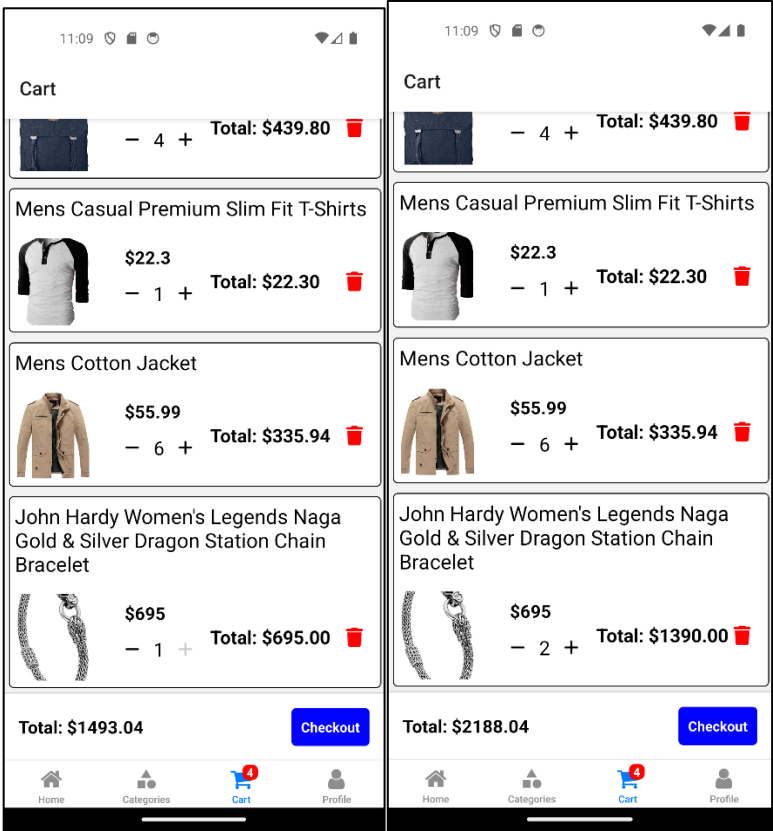 11:09
Cart
Total: $439.80
− 4 +
Mens Casual Premium Slim Fit T-Shirts
$22.3
Total: $22.30
− 1 +
Mens Cotton Jacket
$55.99
Total: $335.94
− 6 +
John Hardy Women's Legends Naga
Gold & Silver Dragon Station Chain
Bracelet
$695
Total: $695.00
− 1 +
Total: $1493.04
Checkout
4
Home
Categories
Cart
Profile
11:09
Cart
Total: $439.80
− 4 +
Mens Casual Premium Slim Fit T-Shirts
$22.3
Total: $22.30
− 1 +
Mens Cotton Jacket
$55.99
Total: $335.94
− 6 +
John Hardy Women's Legends Naga
Gold & Silver Dragon Station Chain
Bracelet
$695
Total: $1390.00
− 2 +
Total: $2188.04
Checkout
4
Home
Categories
Cart
Profile